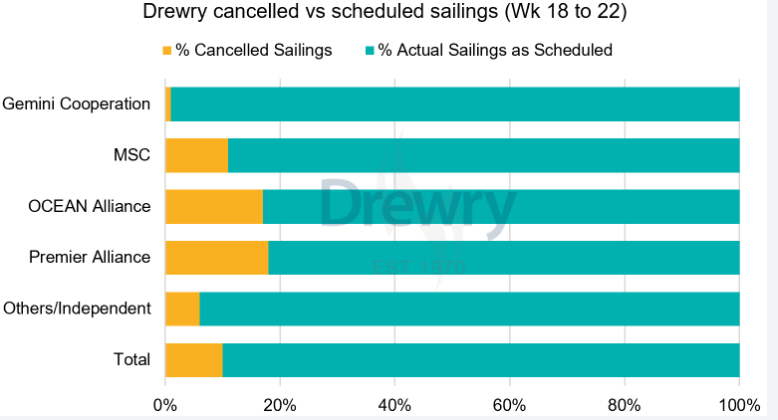 Drewry cancelled vs scheduled sailings (Wk 18 to 22)
% Cancelled Sailings % Actual Sailings as Scheduled
Gemini Cooperation
MSC
OCEAN Alliance
Drewry
Premier Alliance
EST. 1970
Others/Independent
Total
0% 20% 40% 60% 80% 100%